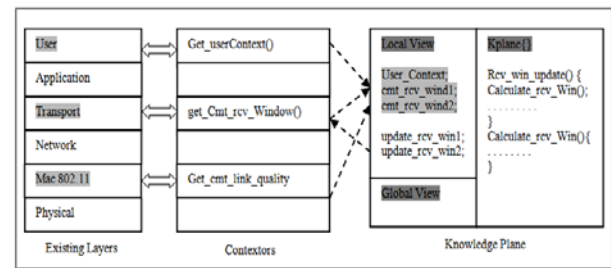 User
Application
Transport
Network
Mac 802.11
Physical
Existing Layers
Get_userContext()
get_Cmt_rcv_Window()
Get_cmt_link_quality
Contextors
Local View
User_Context;
cmt_rcv_wind1;
cmt_rcv_wind2;
update_rcv_win1;
update_rcv_win2;
Global View
Kplane{}
Rcv_win_update() {
Calculate_rcv_Win();
. . . . . . . . .
}
Calculate_rcv_Win(){
. . . . . . . .
}
Knowledge Plane